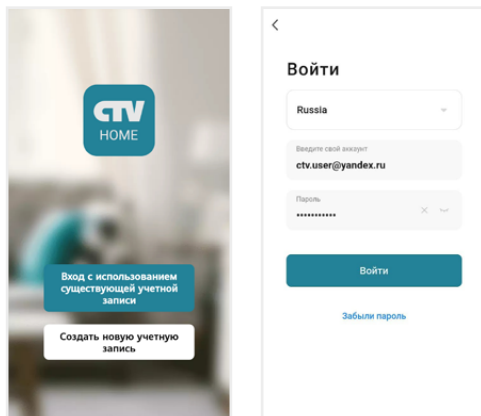 CTV
HOME
Вход с использованием
существующей учетной
записи
Создать новую учетную
запись
Войти
Russia
Введите свой аккаунт
ctv.user@yandex.ru
Пароль
•••••••••••
Войти
Забыли пароль